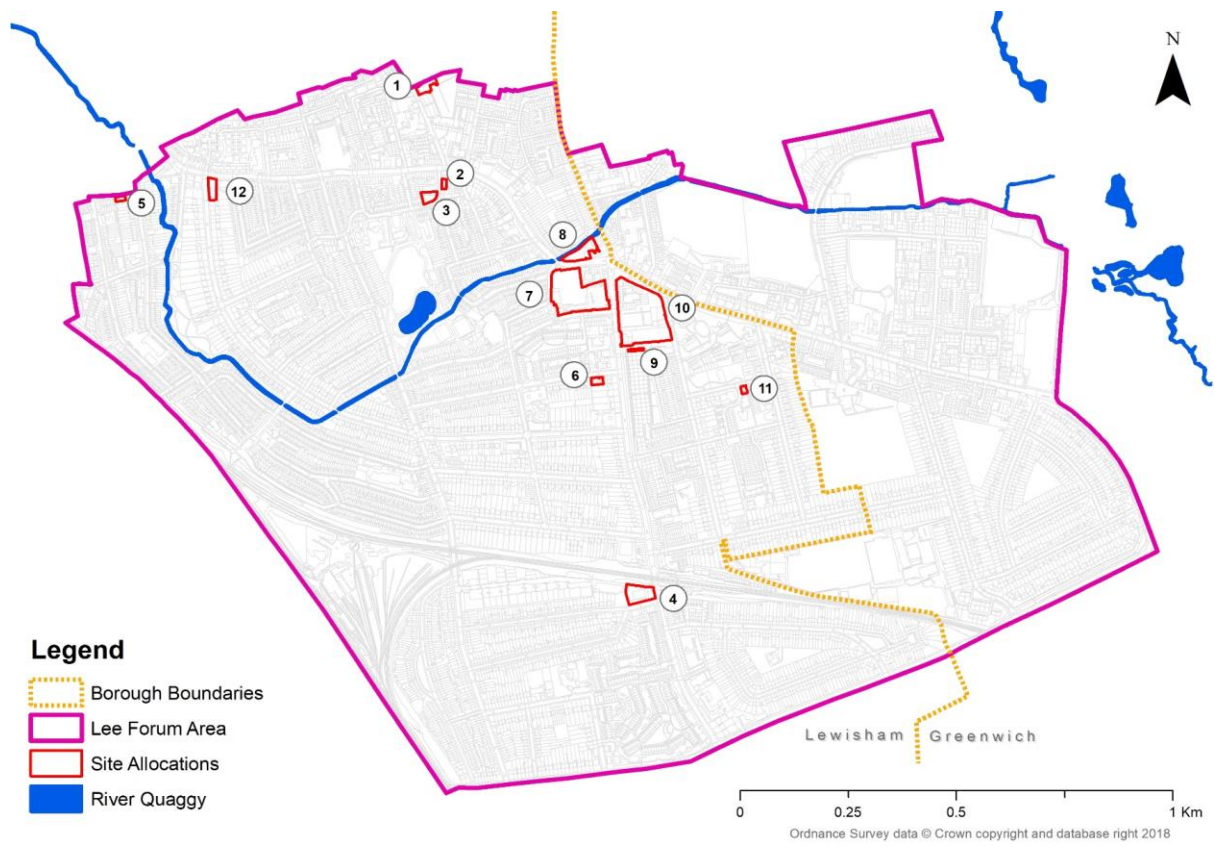 N
1
2
12
5
3
8
7
10
9
6
11
4
Legend
Borough Boundaries
Lee Forum Area
Site Allocations
River Quaggy
Lewisham Greenwich
0 0.25 0.5 1 Km
Ordnance Survey data © Crown copyright and database right 2018